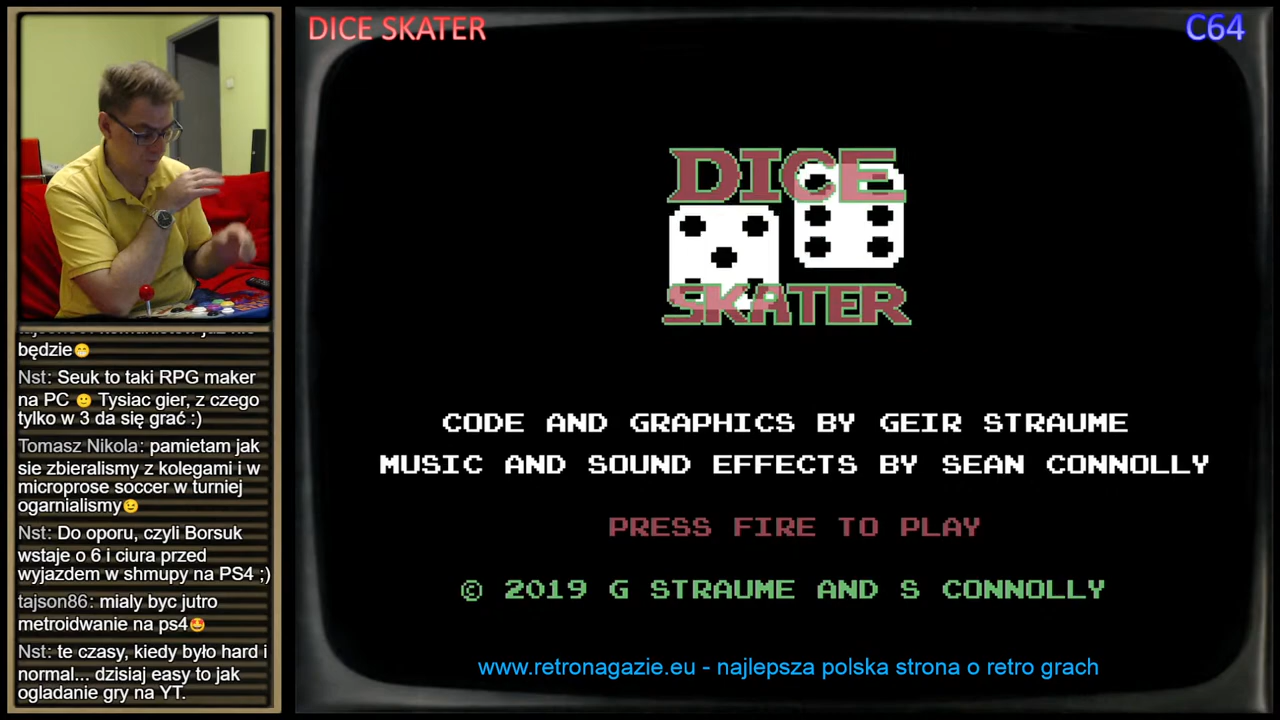 DICE SKATER
C64
DICE
SKATER
CODE AND GRAPHICS BY GEIR STRAUME
MUSIC AND SOUND EFFECTS BY SEAN CONNOLLY
PRESS FIRE TO PLAY
© 2019 G STRAUME AND S CONNOLLY
www.retronagazie.eu - najlepsza polska strona o retro grach
będzie😁
Nst: Seuk to taki RPG maker
na PC 🙂 Tysiac gier, z czego
tylko w 3 da się grać :)
Tomasz Nikola: pamietam jak
sie zbieralismy z kolegami i w
microprose soccer w turniej
ogarnialismy😉
Nst: Do oporu, czyli Borsuk
wstaje o 6 i ciura przed
wyjazdem w shmupy na PS4 ;)
tajson86: mialy byc jutro
metroidwanie na ps4🤩
Nst: te czasy, kiedy było hard i
normal... dzisiaj easy to jak
ogladanie gry na YT.